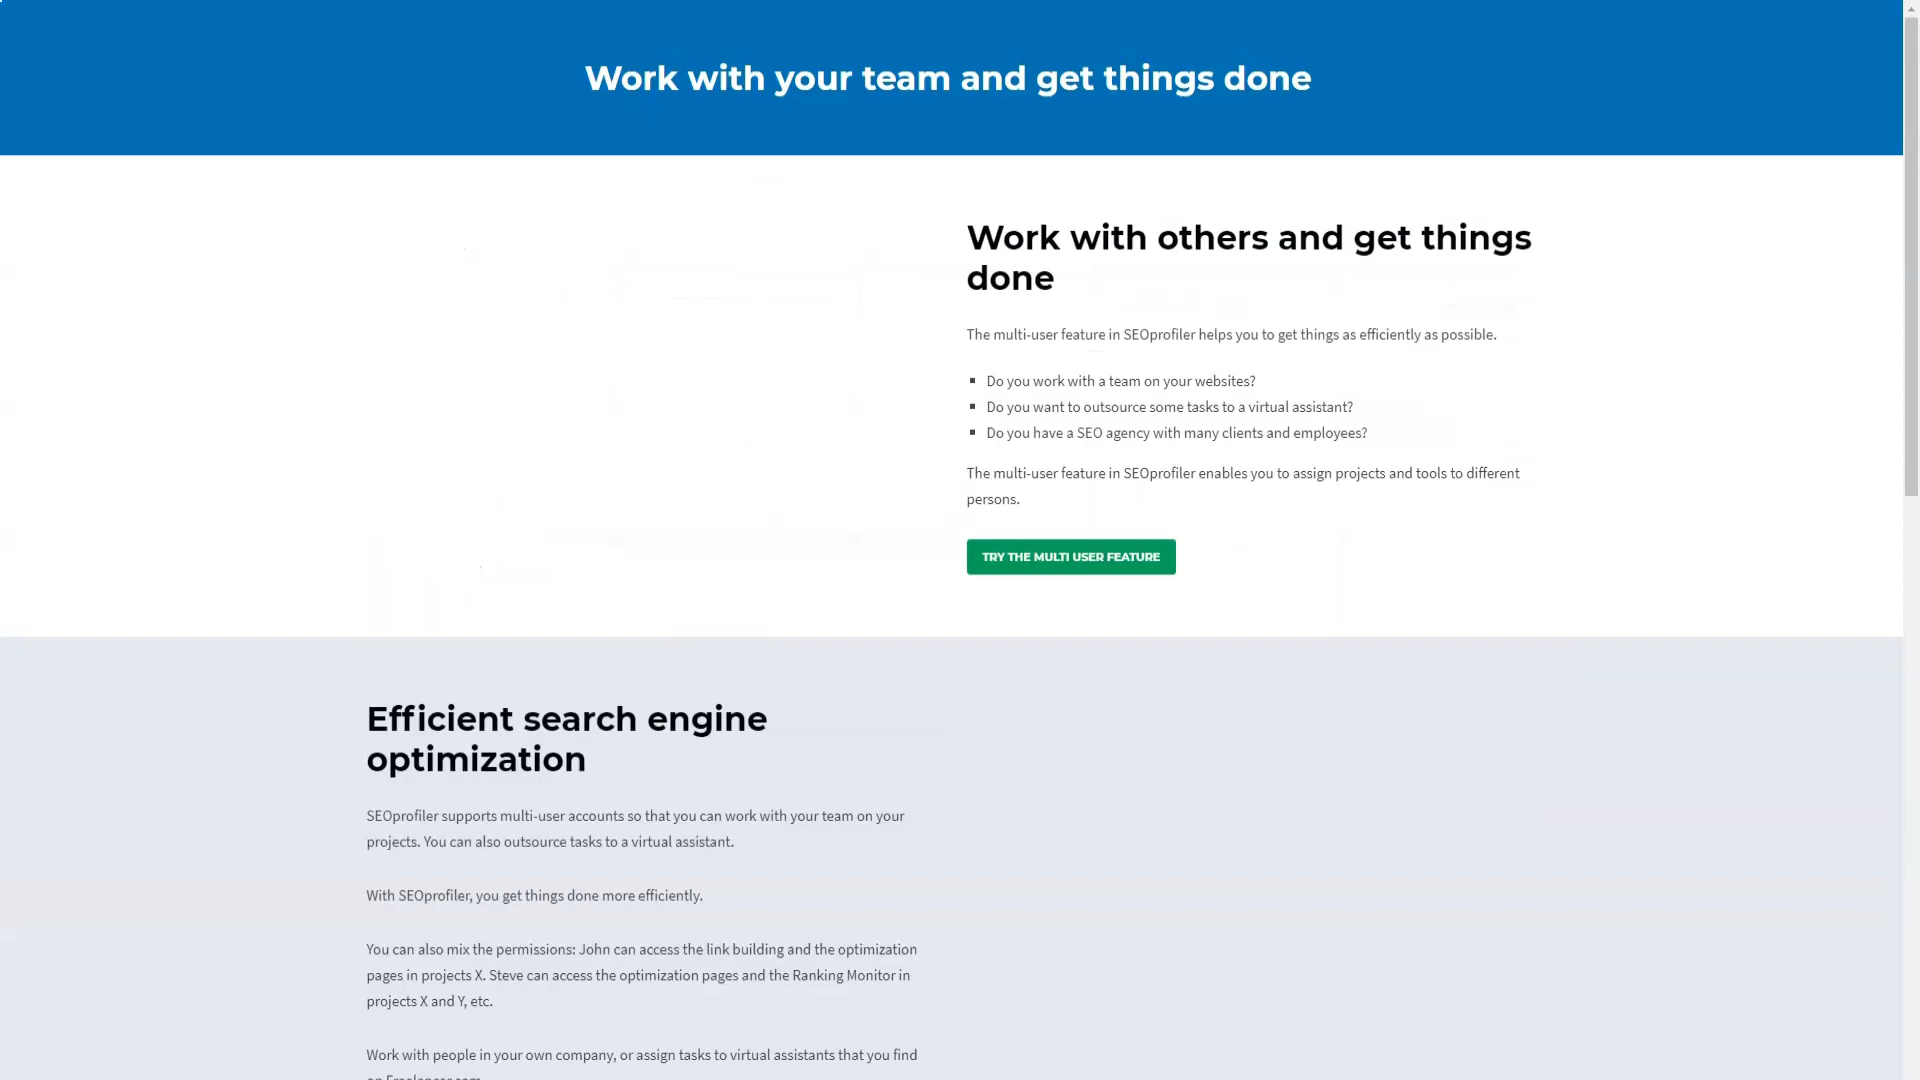 Work with your team and get things done
Work with others and get things
done
The multi-user feature in SEOprofiler helps you to get things as efficiently as possible.
▪ Do you work with a team on your websites?
▪ Do you want to outsource some tasks to a virtual assistant?
▪ Do you have a SEO agency with many clients and employees?
The multi-user feature in SEOprofiler enables you to assign projects and tools to different
persons.
TRY THE MULTI USER FEATURE
Efficient search engine
optimization
SEOprofiler supports multi-user accounts so that you can work with your team on your
projects. You can also outsource tasks to a virtual assistant.
With SEOprofiler, you get things done more efficiently.
You can also mix the permissions: John can access the link building and the optimization
pages in projects X. Steve can access the optimization pages and the Ranking Monitor in
projects X and Y, etc.
Work with people in your own company, or assign tasks to virtual assistants that you find